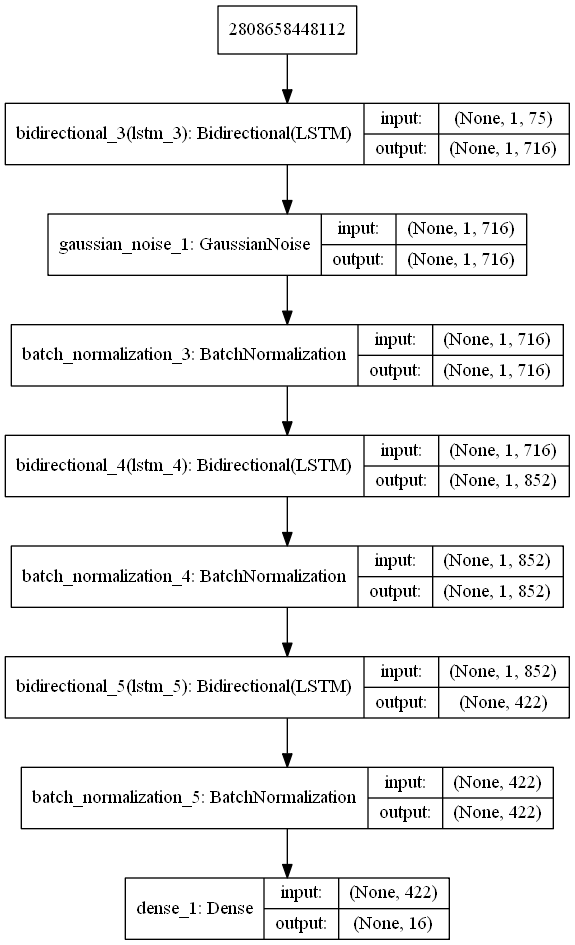 2808658448112
bidirectional_3(lstm_3): Bidirectional(LSTM)
input: (None, 1, 75)
output: (None, 1, 716)
gaussian_noise_1: GaussianNoise
input: (None, 1, 716)
output: (None, 1, 716)
batch_normalization_3: BatchNormalization
input: (None, 1, 716)
output: (None, 1, 716)
bidirectional_4(lstm_4): Bidirectional(LSTM)
input: (None, 1, 716)
output: (None, 1, 852)
batch_normalization_4: BatchNormalization
input: (None, 1, 852)
output: (None, 1, 852)
bidirectional_5(lstm_5): Bidirectional(LSTM)
input: (None, 1, 852)
output: (None, 422)
batch_normalization_5: BatchNormalization
input: (None, 422)
output: (None, 422)
dense_1: Dense
input: (None, 422)
output: (None, 16)